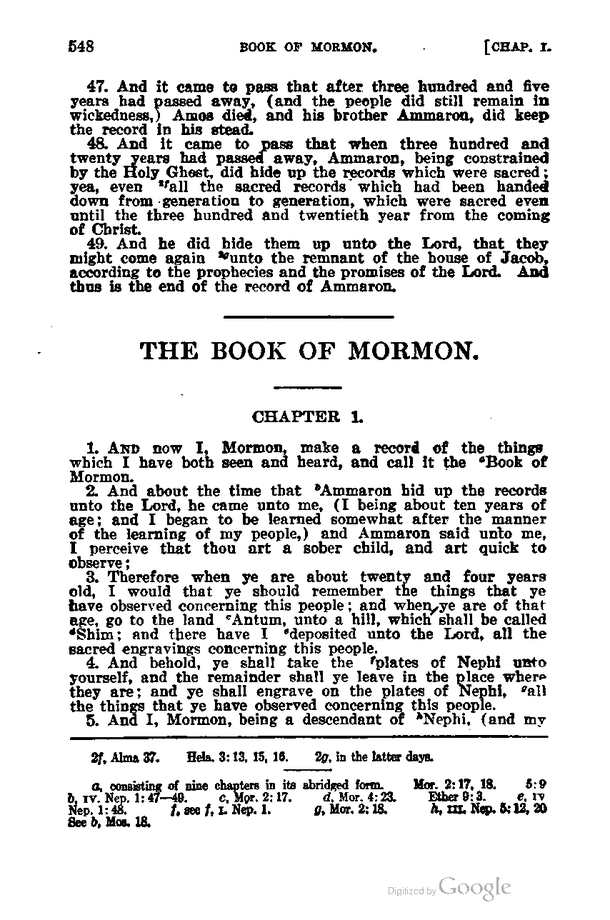 548 BOOK OF MORMON. [CHAP. I.
47. And it came to pass that after three hundred and five
years had passed away, (and the people did still remain in
wickedness,) Amos died, and his brother Ammaron, did keep
the record in his stead.
48. And it came to pass that when three hundred and
twenty years had passed away, Ammaron, being constrained
by the Holy Ghost, did hide up the records which were sacred;
yea, even 2fall the sacred records which had been handed
down from generation to generation, which were sacred even
until the three hundred and twentieth year from the coming
of Christ.
49. And he did hide them up unto the Lord, that they
might come again 2gunto the remnant of the house of Jacob,
according to the prophecies and the promises of the Lord. And
thus is the end of the record of Ammaron.
THE BOOK OF MORMON.
CHAPTER 1.
1. AND now I, Mormon, make a record of the things
which I have both seen and heard, and call it the aBook of
Mormon.
2. And about the time that bAmmaron hid up the records
unto the Lord, he came unto me, (I being about ten years of
age; and I began to be learned somewhat after the manner
of the learning of my people,) and Ammaron said unto me,
I perceive that thou art a sober child, and art quick to
observe;
3. Therefore when ye are about twenty and four years
old, I would that ye should remember the things that ye
have observed concerning this people; and when ye are of that
age, go to the land cAntum, unto a hill, which shall be called
dShim; and there have I edeposited unto the Lord, all the
sacred engravings concerning this people.
4. And behold, ye shall take the fplates of Nephi unto
yourself, and the remainder shall ye leave in the place where
they are; and ye shall engrave on the plates of Nephi, gall
the things that ye have observed concerning this people.
5. And I, Mormon, being a descendant of hNephi, (and my
2f, Alma 37. Hela. 3: 13, 15, 16. 2g, in the latter days.
a, consisting of nine chapters in its abridged form. Mor. 2: 17, 18. 5: 9
b, IV. Nep. 1: 47—49. c, Mor. 2: 17. d, Mor. 4: 23. Ether 9: 3. e, IV
Nep. 1: 48. f, see f, I. Nep. 1. g, Mor. 2: 18. h, III. Nep. 5: 12, 20
See b, Mos. 18.
Digitized by Google